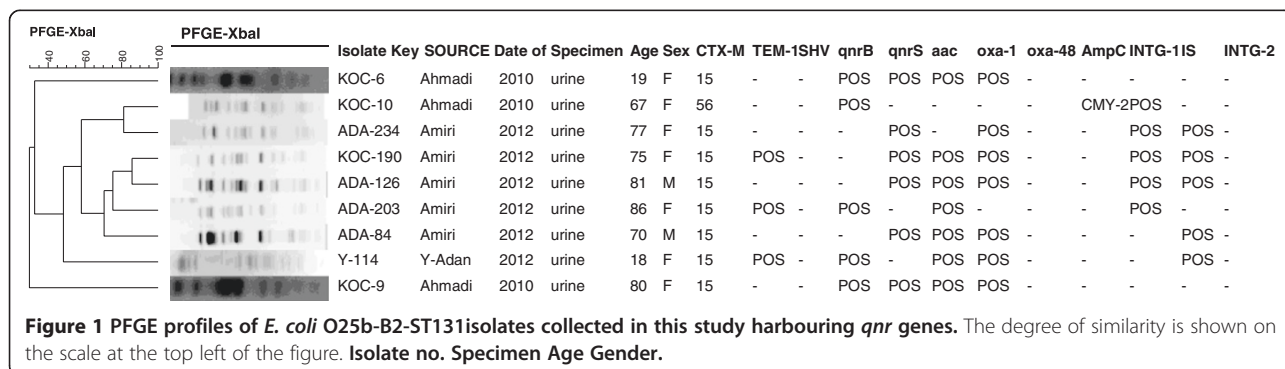 PFGE-XbaI PFGE-XbaI
40 60 80 100
Isolate Key SOURCE Date of Specimen Age Sex CTX-M TEM-1SHV qnrB qnrS aac oxa-1 oxa-48 AmpC INTG-1 IS INTG-2
KOC-6 Ahmadi 2010 urine 19 F 15 - - POS POS POS POS - - - - -
KOC-10 Ahmadi 2010 urine 67 F 56 - - POS - - - - CMY-2POS - -
ADA-234 Amiri 2012 urine 77 F 15 - - - POS - POS - - POS POS -
KOC-190 Amiri 2012 urine 75 F 15 POS - - POS POS POS - - POS POS -
ADA-126 Amiri 2012 urine 81 M 15 - - - POS POS POS - - POS POS -
ADA-203 Amiri 2012 urine 86 F 15 POS - POS - POS - - - POS - -
ADA-84 Amiri 2012 urine 70 M 15 - - - POS POS POS - - - POS -
Y-114 Y-Adan 2012 urine 18 F 15 POS - POS - POS POS - - - POS -
KOC-9 Ahmadi 2010 urine 80 F 15 - - POS POS POS POS - - - - -
Figure 1 PFGE profiles of E. coli O25b-B2-ST131isolates collected in this study harbouring qnr genes. The degree of similarity is shown on
the scale at the top left of the figure. Isolate no. Specimen Age Gender.